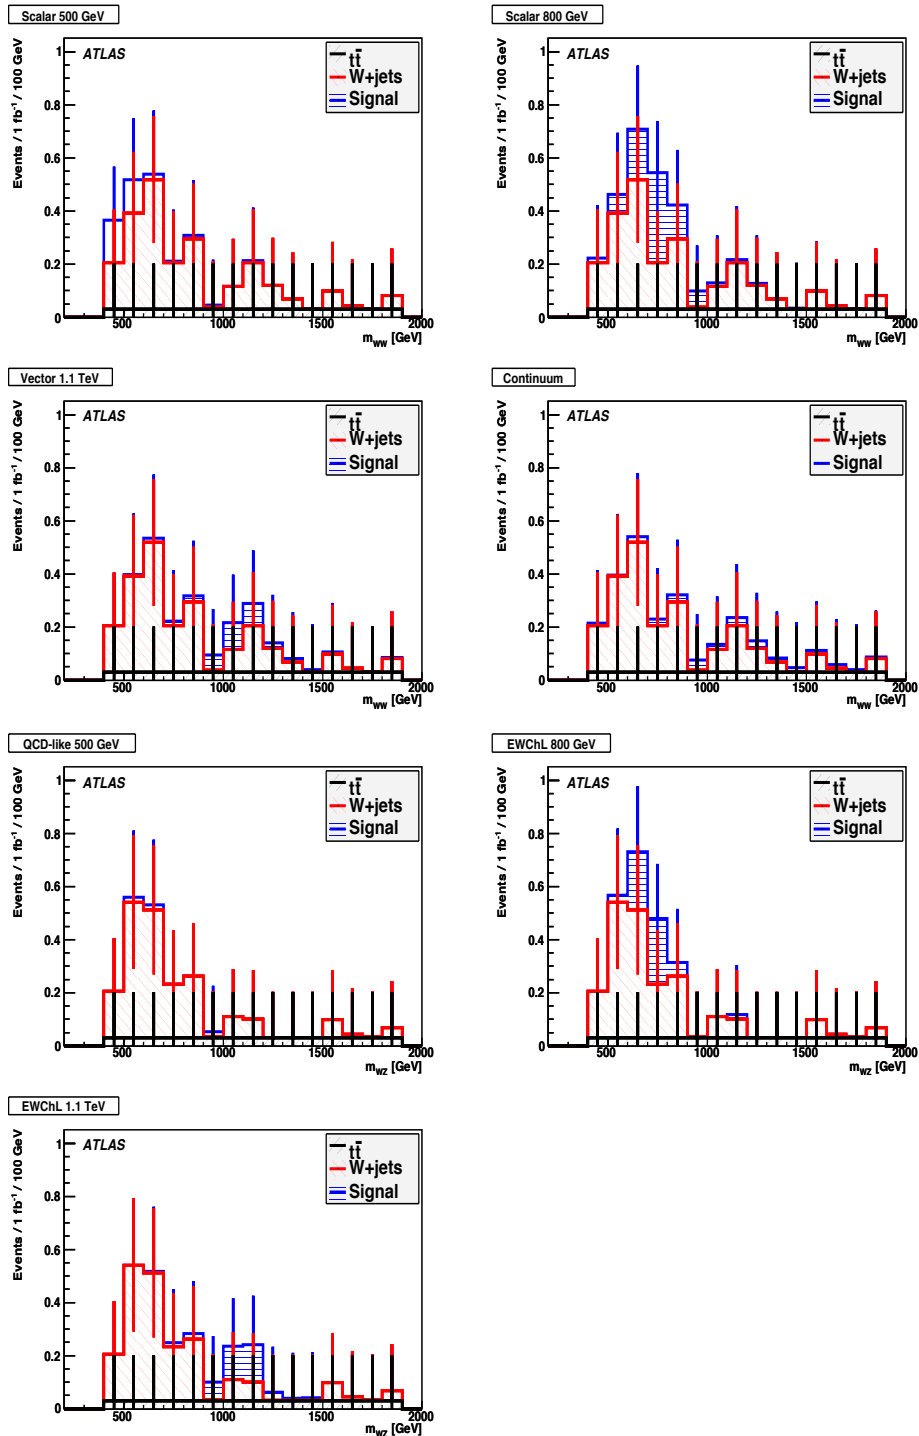 Scalar 500 GeV
Events / 1 fb⁻¹ / 100 GeV
ATLAS
tt̄
W+jets
Signal
1
0.8
0.6
0.4
0.2
0
500 1000 1500 2000
m_WW [GeV]
Scalar 800 GeV
Events / 1 fb⁻¹ / 100 GeV
ATLAS
tt̄
W+jets
Signal
1
0.8
0.6
0.4
0.2
0
500 1000 1500 2000
m_WW [GeV]
Vector 1.1 TeV
Events / 1 fb⁻¹ / 100 GeV
ATLAS
tt̄
W+jets
Signal
1
0.8
0.6
0.4
0.2
0
500 1000 1500 2000
m_WW [GeV]
Continuum
Events / 1 fb⁻¹ / 100 GeV
ATLAS
tt̄
W+jets
Signal
1
0.8
0.6
0.4
0.2
0
500 1000 1500 2000
m_WW [GeV]
QCD-like 500 GeV
Events / 1 fb⁻¹ / 100 GeV
ATLAS
tt̄
W+jets
Signal
1
0.8
0.6
0.4
0.2
0
500 1000 1500 2000
m_WZ [GeV]
EWChL 800 GeV
Events / 1 fb⁻¹ / 100 GeV
ATLAS
tt̄
W+jets
Signal
1
0.8
0.6
0.4
0.2
0
500 1000 1500 2000
m_WZ [GeV]
EWChL 1.1 TeV
Events / 1 fb⁻¹ / 100 GeV
ATLAS
tt̄
W+jets
Signal
1
0.8
0.6
0.4
0.2
0
500 1000 1500 2000
m_WZ [GeV]